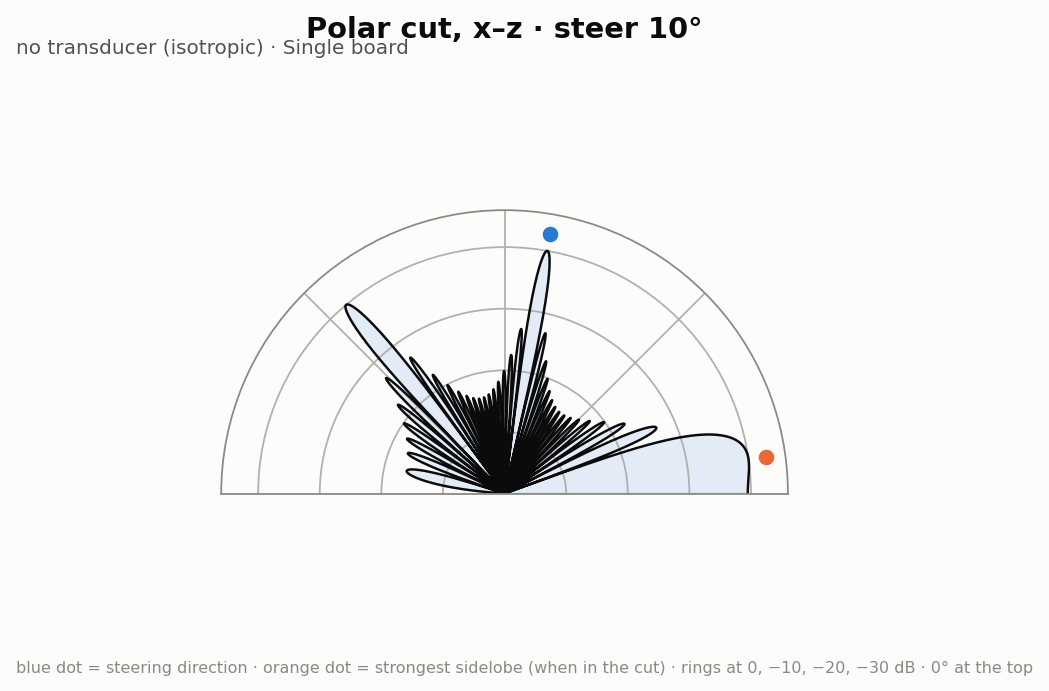 Polar cut, x–z · steer 10°
no transducer (isotropic) · Single board
blue dot = steering direction · orange dot = strongest sidelobe (when in the cut) · rings at 0, −10, −20, −30 dB · 0° at the top